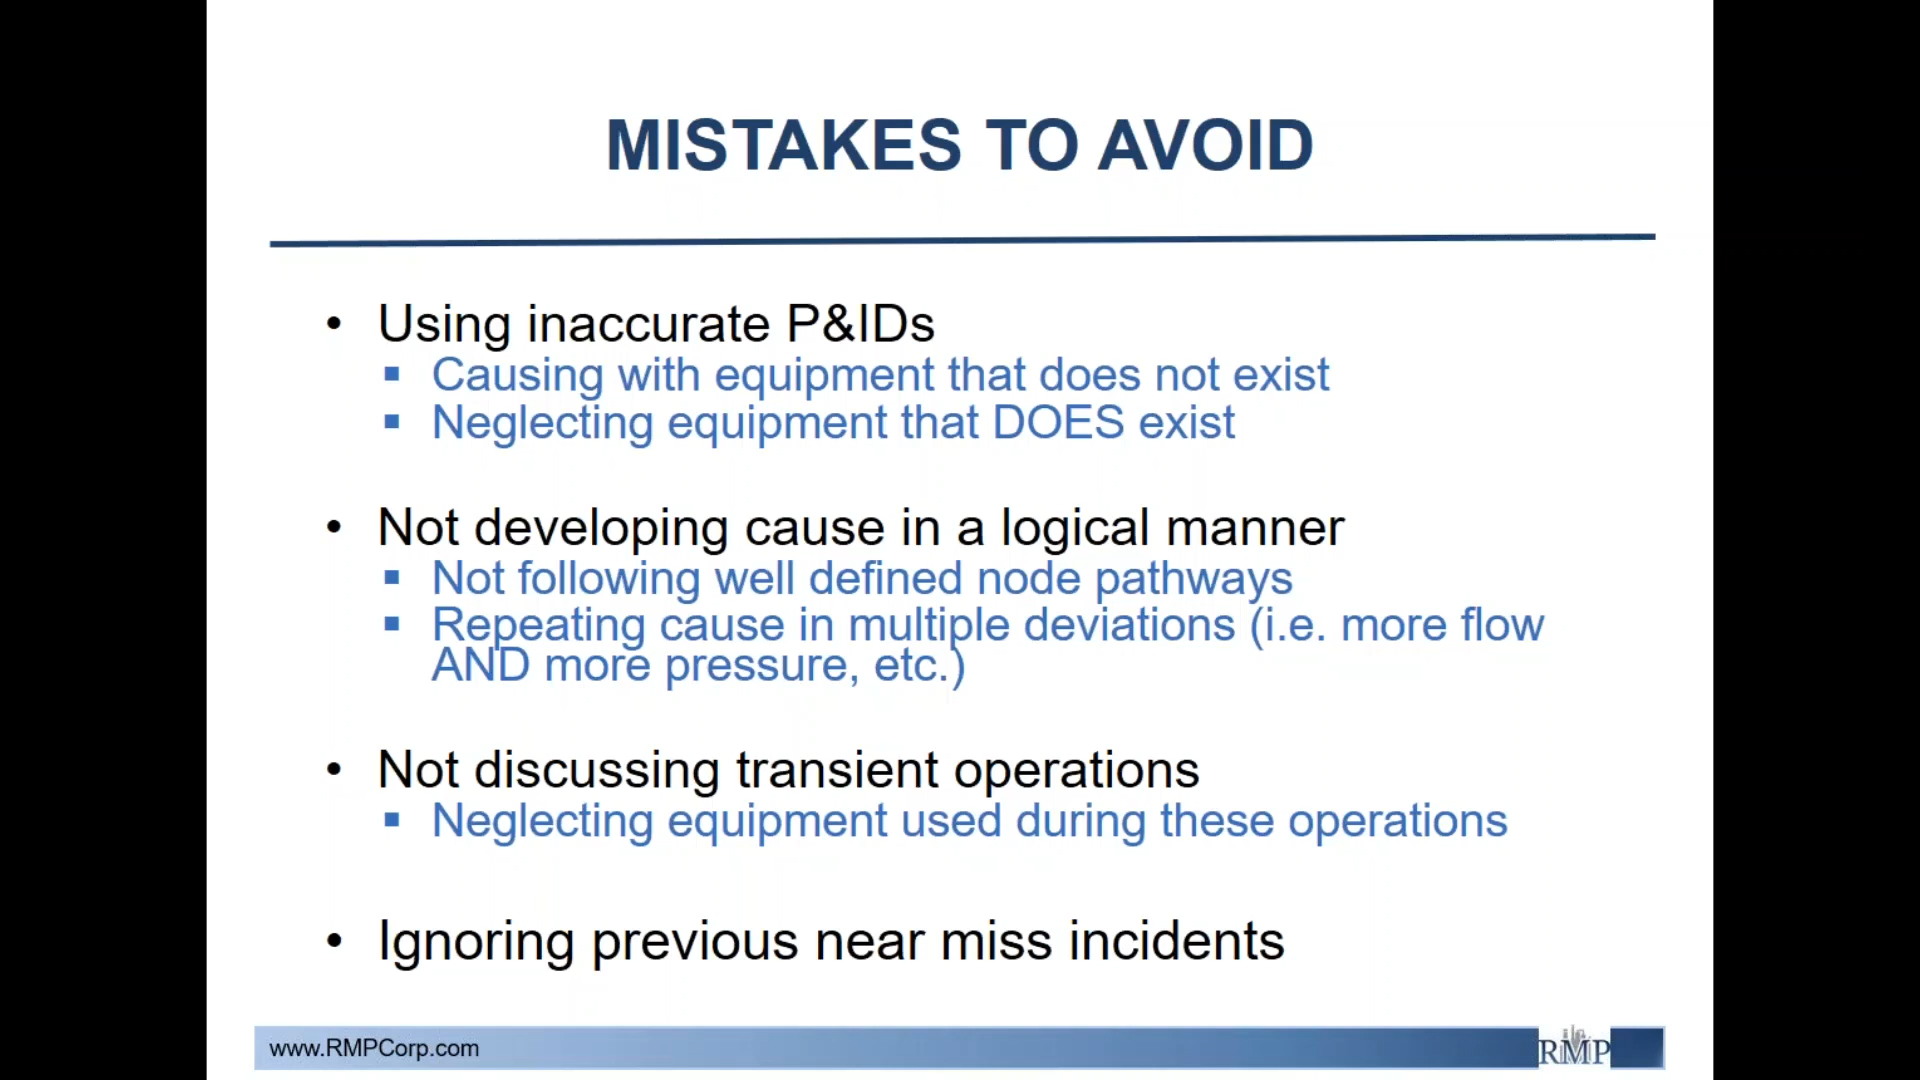 MISTAKES TO AVOID
• Using inaccurate P&IDs
▪ Causing with equipment that does not exist
▪ Neglecting equipment that DOES exist
• Not developing cause in a logical manner
▪ Not following well defined node pathways
▪ Repeating cause in multiple deviations (i.e. more flow
AND more pressure, etc.)
• Not discussing transient operations
▪ Neglecting equipment used during these operations
• Ignoring previous near miss incidents
www.RMPCorp.com
RMP